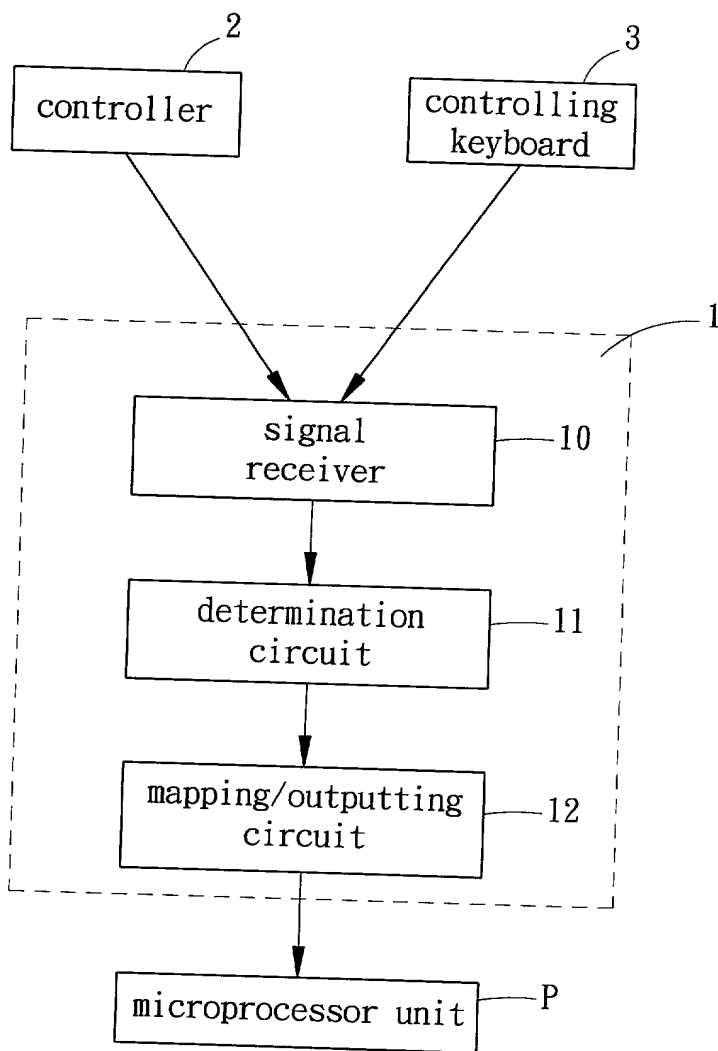 2
3
controller
controlling
keyboard
1
signal
receiver
10
determination
circuit
11
mapping/outputting
circuit
12
microprocessor unit
P